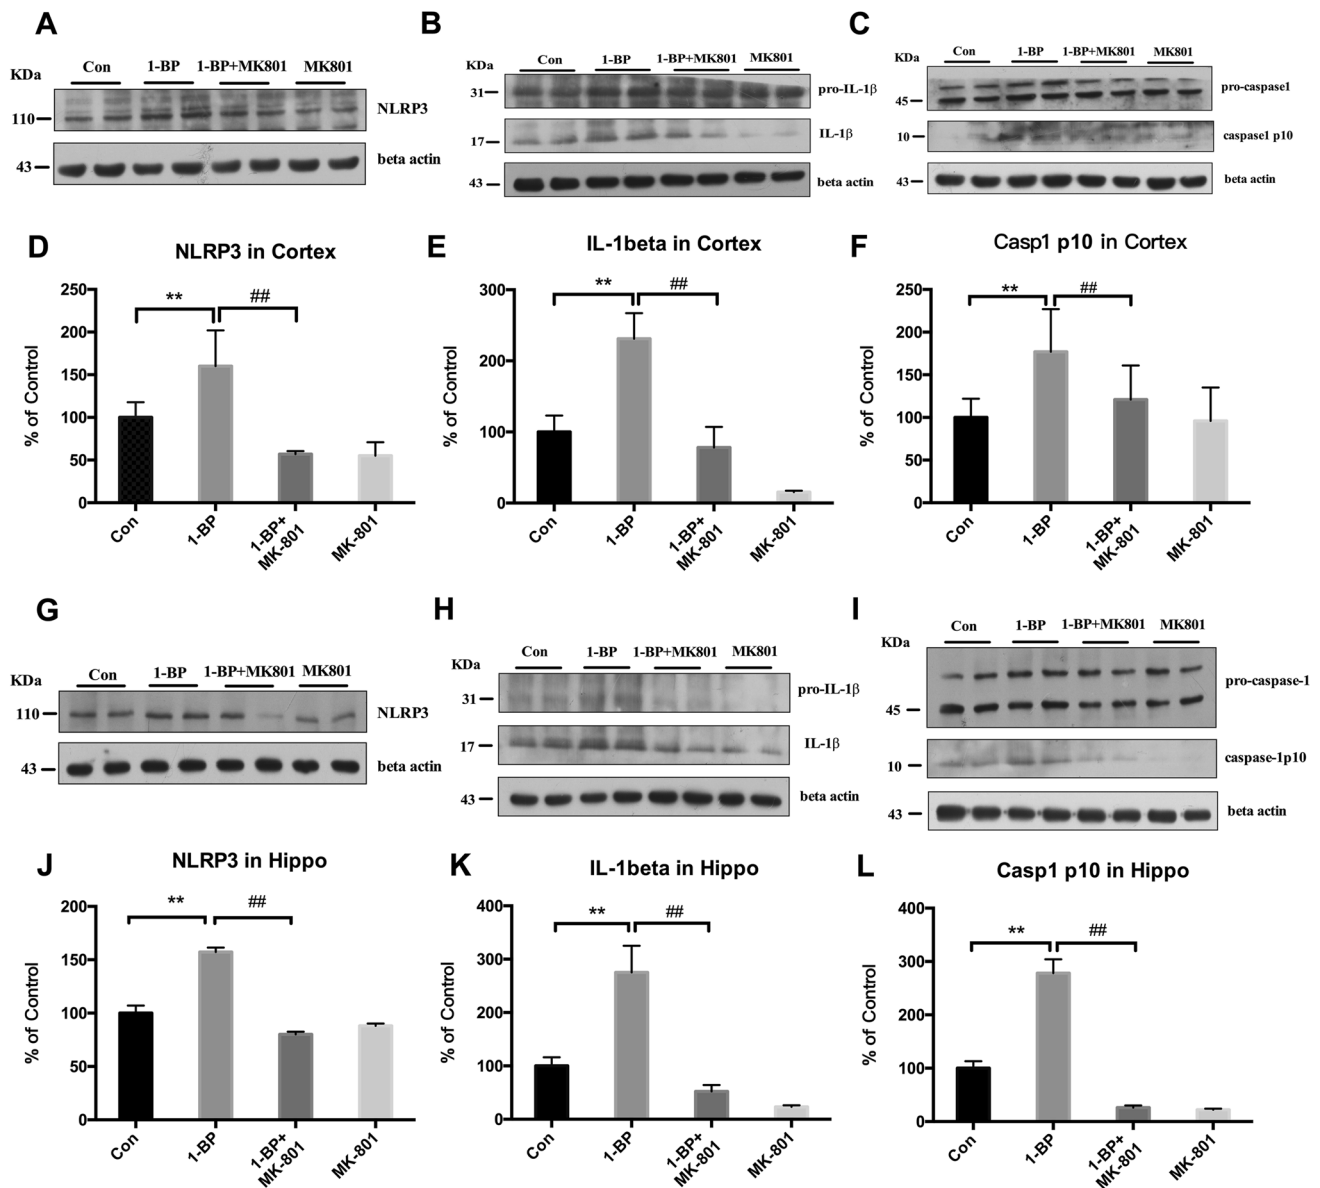 A
KDa
Con
1-BP
1-BP+MK801
MK801
110
NLRP3
43
beta actin
B
KDa
Con
1-BP
1-BP+MK801
MK801
31
pro-IL-1β
17
IL-1β
43
beta actin
C
KDa
Con
1-BP
1-BP+MK801
MK801
pro-caspase1
45
10
caspase1 p10
43
beta actin
D
NLRP3 in Cortex
% of Control
250
200
150
100
50
0
**
##
Con
1-BP
1-BP+
MK-801
MK-801
E
IL-1beta in Cortex
% of Control
300
200
100
0
**
##
Con
1-BP
1-BP+
MK-801
MK-801
F
Casp1 p10 in Cortex
% of Control
250
200
150
100
50
0
**
##
Con
1-BP
1-BP+
MK-801
MK-801
G
KDa
Con
1-BP
1-BP+MK801
MK801
110
NLRP3
43
beta actin
H
KDa
Con
1-BP
1-BP+MK801
MK801
31
pro-IL-1β
17
IL-1β
43
beta actin
I
KDa
Con
1-BP
1-BP+MK801
MK801
pro-caspase-1
45
10
caspase-1p10
43
beta actin
J
NLRP3 in Hippo
% of Control
200
150
100
50
0
**
##
Con
1-BP
1-BP+
MK-801
MK-801
K
IL-1beta in Hippo
% of Control
400
300
200
100
0
**
##
Con
1-BP
1-BP+
MK-801
MK-801
L
Casp1 p10 in Hippo
% of Control
400
300
200
100
0
**
##
Con
1-BP
1-BP+
MK-801
MK-801